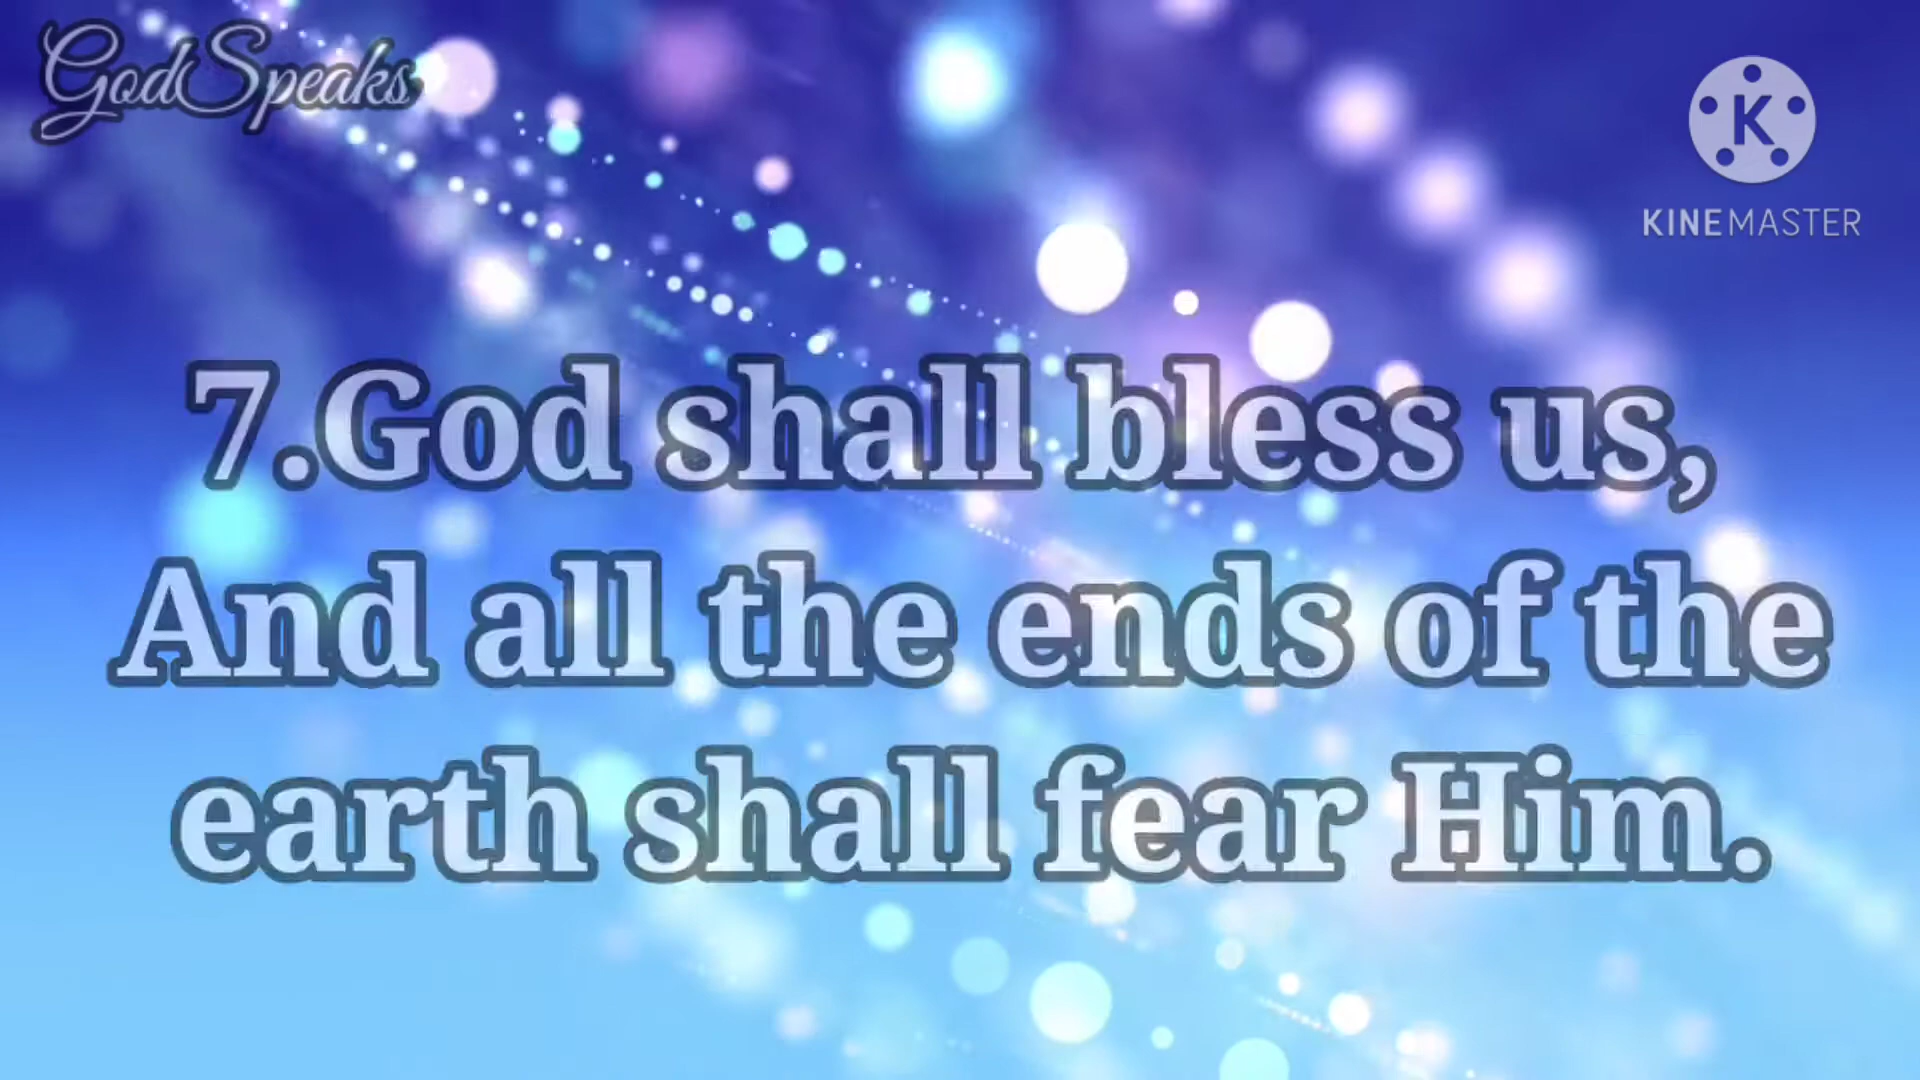 GodSpeaks
K
KINEMASTER
7.God shall bless us,
And all the ends of the
earth shall fear Him.